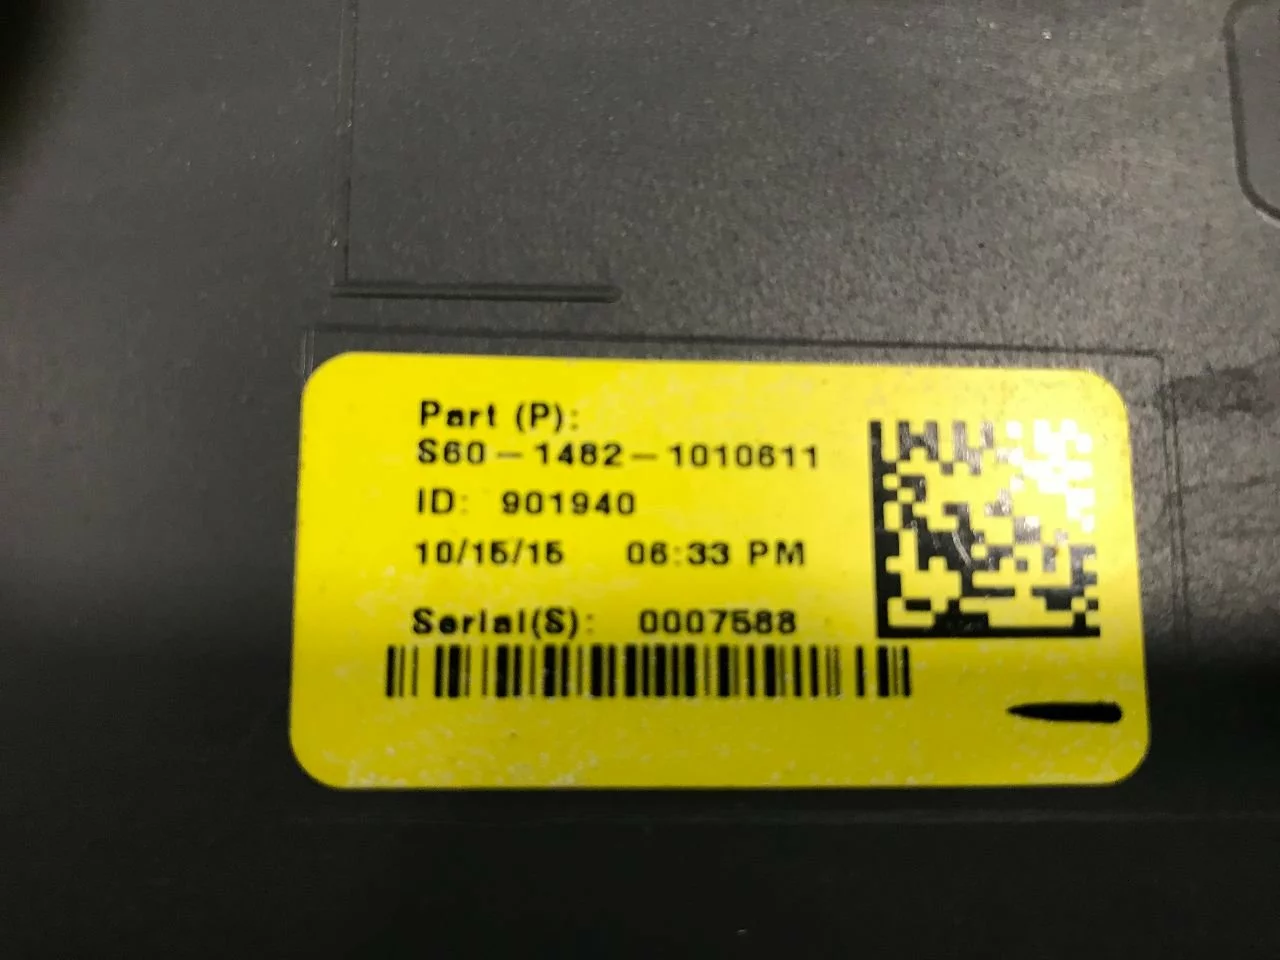 Part (P):
S60-1482-1010611
ID: 901940
10/15/15 06:33 PM
Serial(S): 0007588